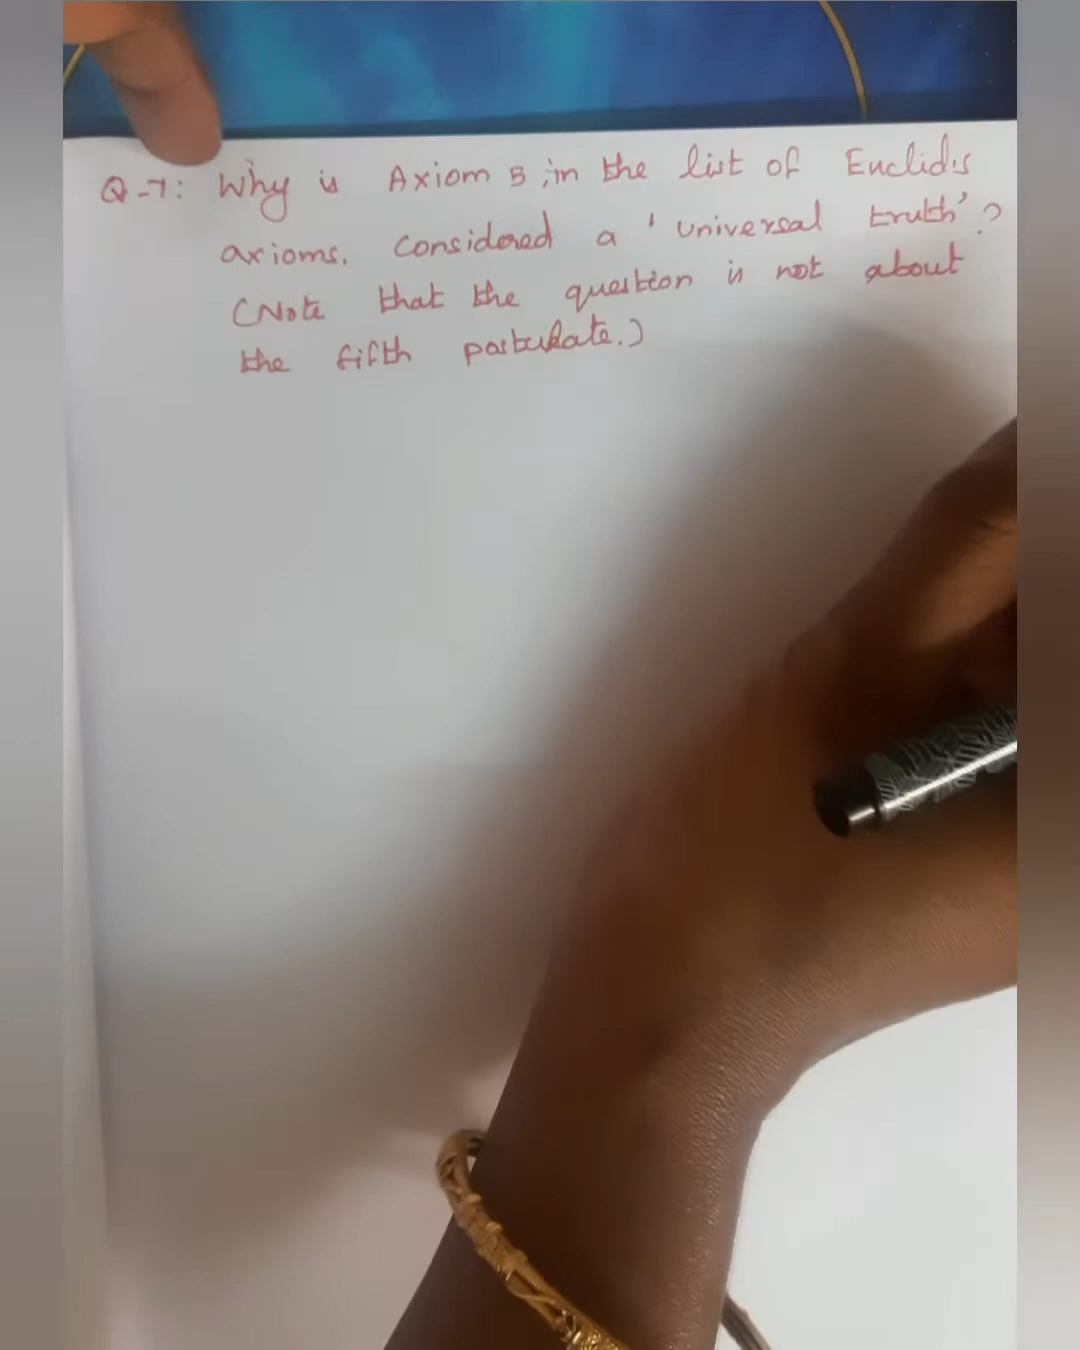 Q-7: Why is Axiom 5, in the list of Euclid's
axioms, considered a 'universal truth'?
(Note that the question is not about
the fifth postulate.)